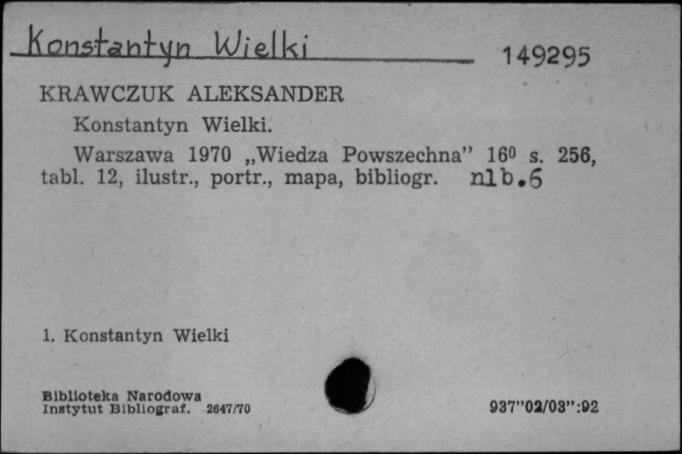 Konstantyn Wielki
149295
KRAWCZUK ALEKSANDER
Konstantyn Wielki.
Warszawa 1970 „Wiedza Powszechna” 16⁰ s. 256,
tabl. 12, ilustr., portr., mapa, bibliogr. nlb.6
1. Konstantyn Wielki
Biblioteka Narodowa
Instytut Bibliograf. 2647/70
937”02/03”:92